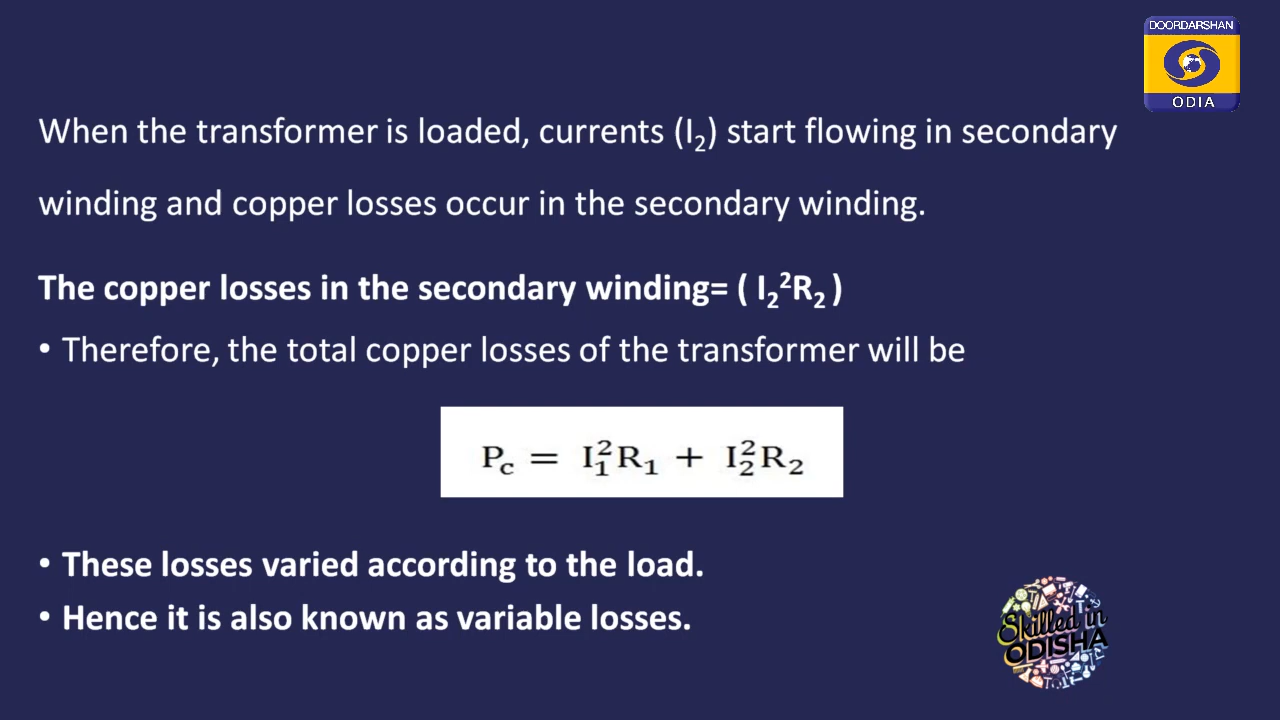 DOORDARSHAN
ODIA
When the transformer is loaded, currents (I₂) start flowing in secondary
winding and copper losses occur in the secondary winding.
The copper losses in the secondary winding= ( I₂²R₂ )
• Therefore, the total copper losses of the transformer will be
P_c = I₁²R₁ + I₂²R₂
• These losses varied according to the load.
• Hence it is also known as variable losses.
Skilled in
ODISHA